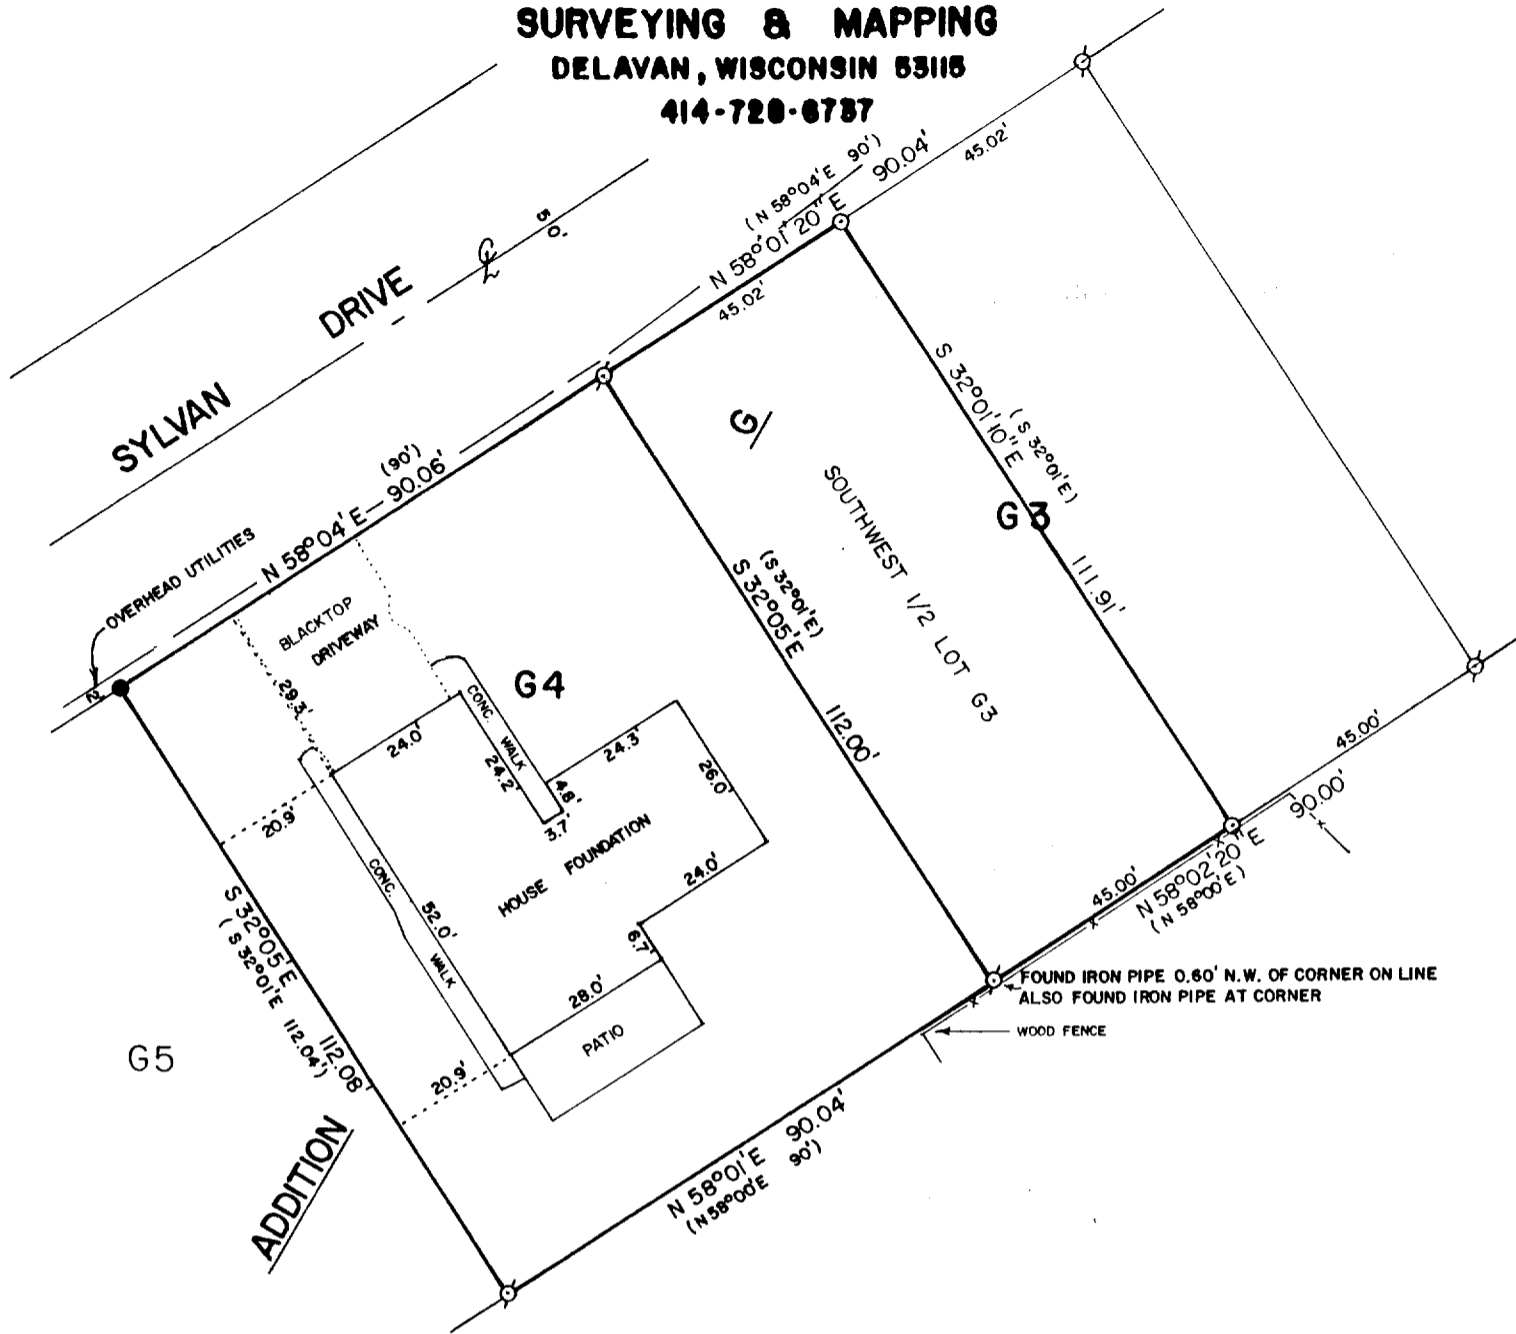 SURVEYING & MAPPING
DELAVAN, WISCONSIN 53115
414-728-6737
(N 58°04'E 90')
N 58°01'20"E 90.04'
45.02'
45.02'
50'
SYLVAN DRIVE
(90')
N 58°04'E 90.06'
OVERHEAD UTILITIES
2'
BLACKTOP
DRIVEWAY
G4
G/
SOUTHWEST 1/2 LOT G3
G3
S 32°01'10"E 111.91'
(S 32°01'E)
(S 32°01'E)
S 32°05'E 112.00'
29.3'
24.0'
CONC. WALK
24.2'
4.8'
3.7'
24.3'
26.0'
20.9'
HOUSE FOUNDATION
24.0'
6.7'
CONC. WALK
52.0'
28.0'
PATIO
20.9'
S 32°05'E 112.08'
(S 32°01'E 112.04')
G5
ADDITION
45.00'
45.00'
N 58°02'20"E 90.00'
(N 58°00'E)
FOUND IRON PIPE 0.60' N.W. OF CORNER ON LINE
ALSO FOUND IRON PIPE AT CORNER
WOOD FENCE
N 58°01'E 90.04'
(N 58°00'E 90')